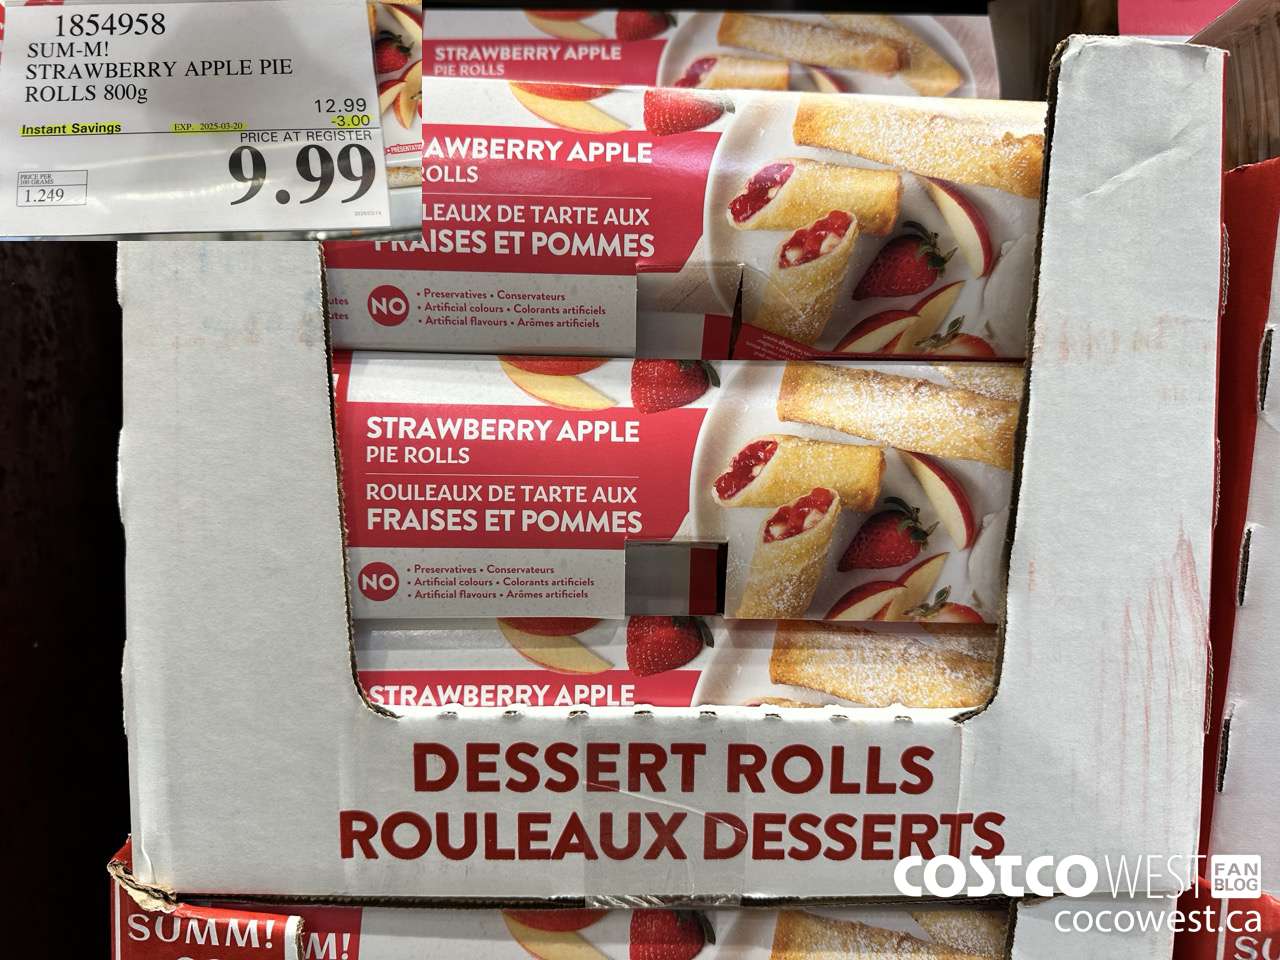 1854958
SUM-M!
STRAWBERRY APPLE PIE
ROLLS 800g
12.99
Instant Savings EXP. 2025-03-20 -3.00
PRICE AT REGISTER
9.99
PRICE PER
100 GRAMS
1.249
STRAWBERRY APPLE
PIE ROLLS
AWBERRY APPLE
ROLLS
LEAUX DE TARTE AUX
FRAISES ET POMMES
utes
utes
NO
• Preservatives • Conservateurs
• Artificial colours • Colorants artificiels
• Artificial flavours • Arômes artificiels
STRAWBERRY APPLE
PIE ROLLS
ROULEAUX DE TARTE AUX
FRAISES ET POMMES
NO
• Preservatives • Conservateurs
• Artificial colours • Colorants artificiels
• Artificial flavours • Arômes artificiels
STRAWBERRY APPLE
DESSERT ROLLS
ROULEAUX DESSERTS
COSTCO WEST FAN BLOG
cocowest.ca
SUMM!
M!
SU